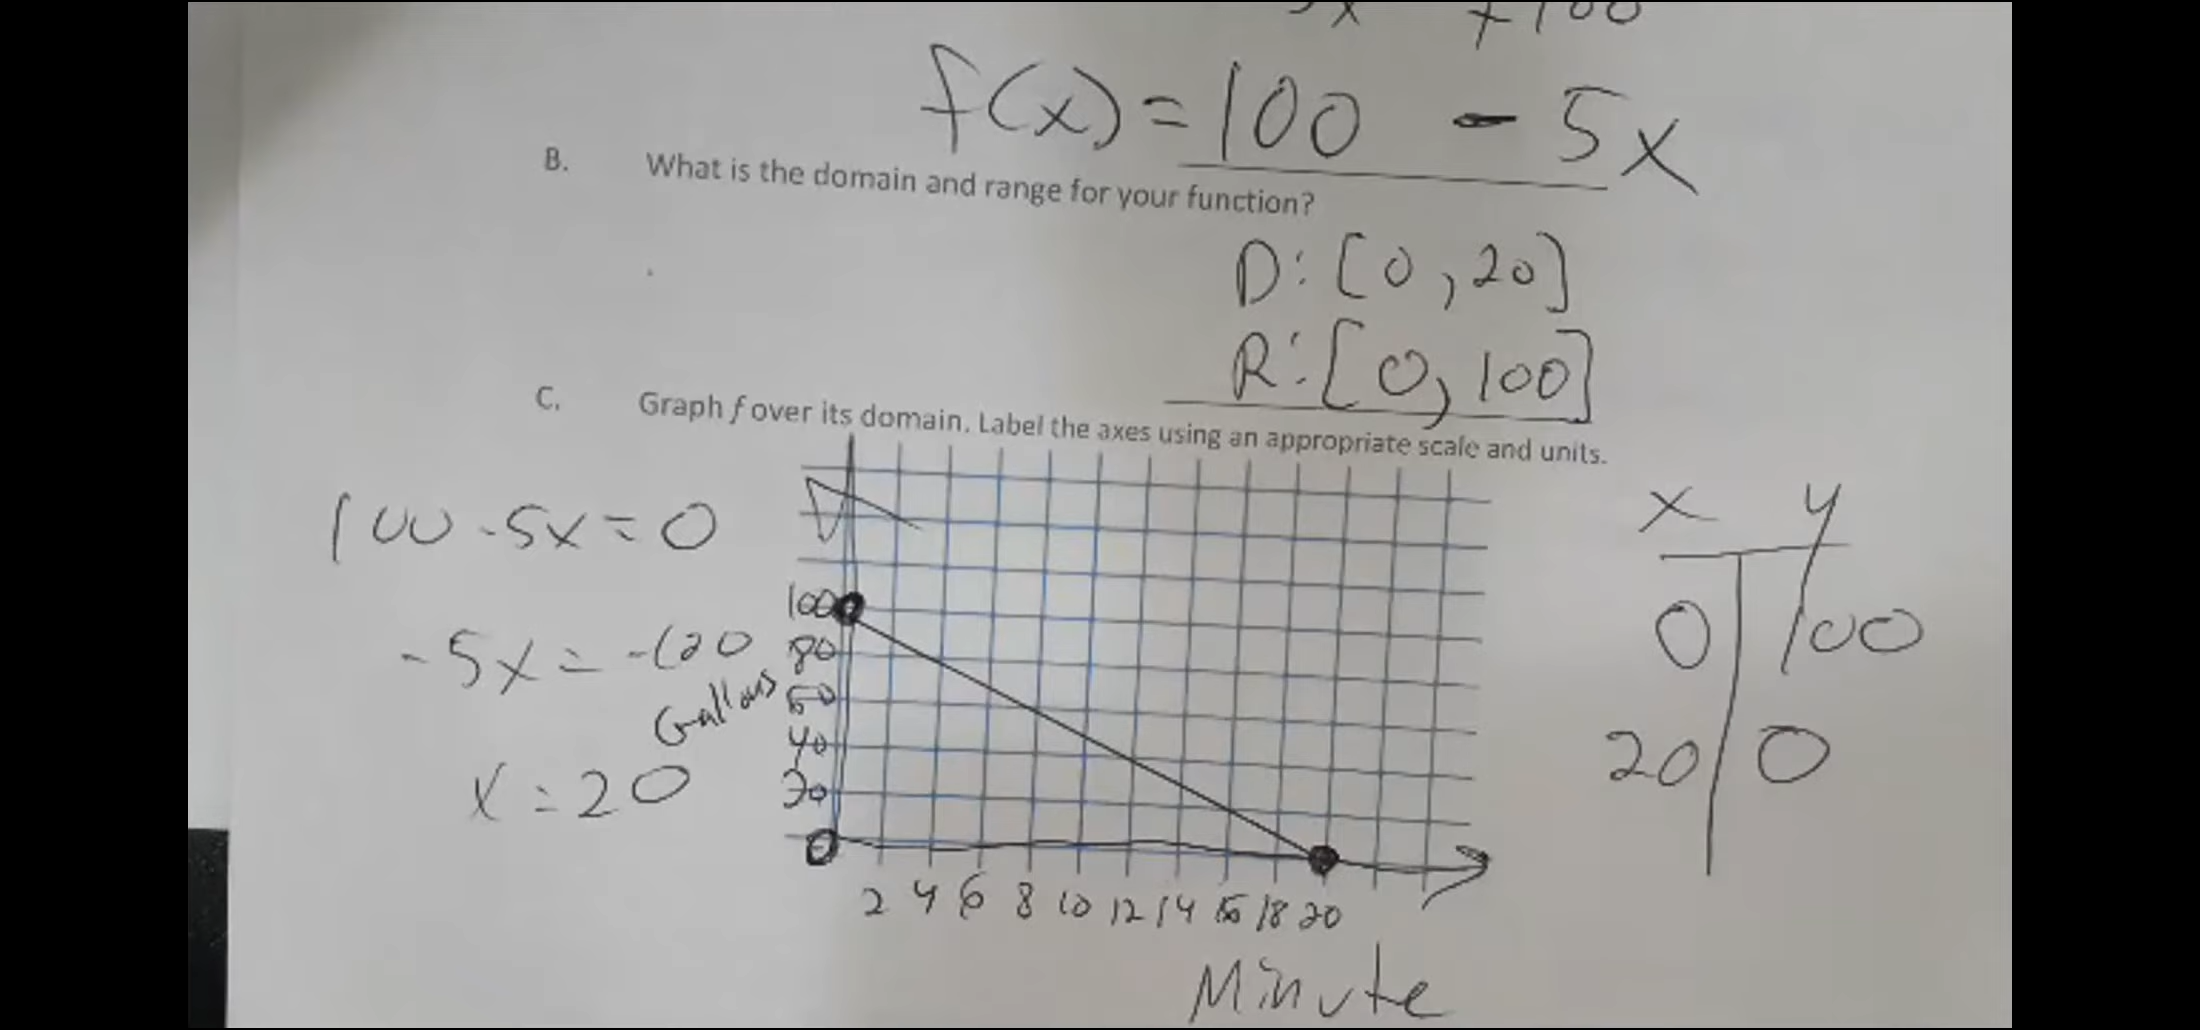 x +100
f(x)=100 - 5x
B. What is the domain and range for your function?
D: [0,20]
R: [0,100]
C. Graph f over its domain. Label the axes using an appropriate scale and units.
100-5x=0
-5x=-100
x=20
Gallons
100
80
60
40
20
0
2 4 6 8 10 12 14 16 18 20
Minute
x y
0 100
20 0